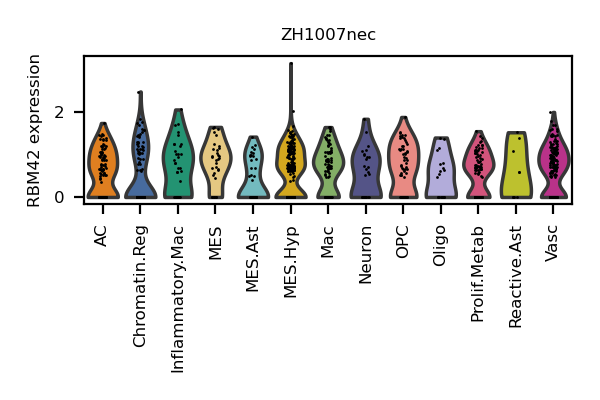 ZH1007nec
RBM42 expression
2
0
AC
Chromatin.Reg
Inflammatory.Mac
MES
MES.Ast
MES.Hyp
Mac
Neuron
OPC
Oligo
Prolif.Metab
Reactive.Ast
Vasc